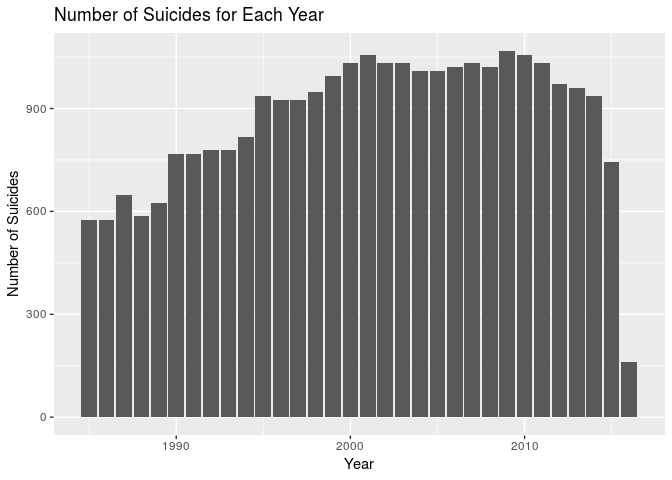 Number of Suicides for Each Year
Number of Suicides
900
600
300
0
1990 2000 2010
Year